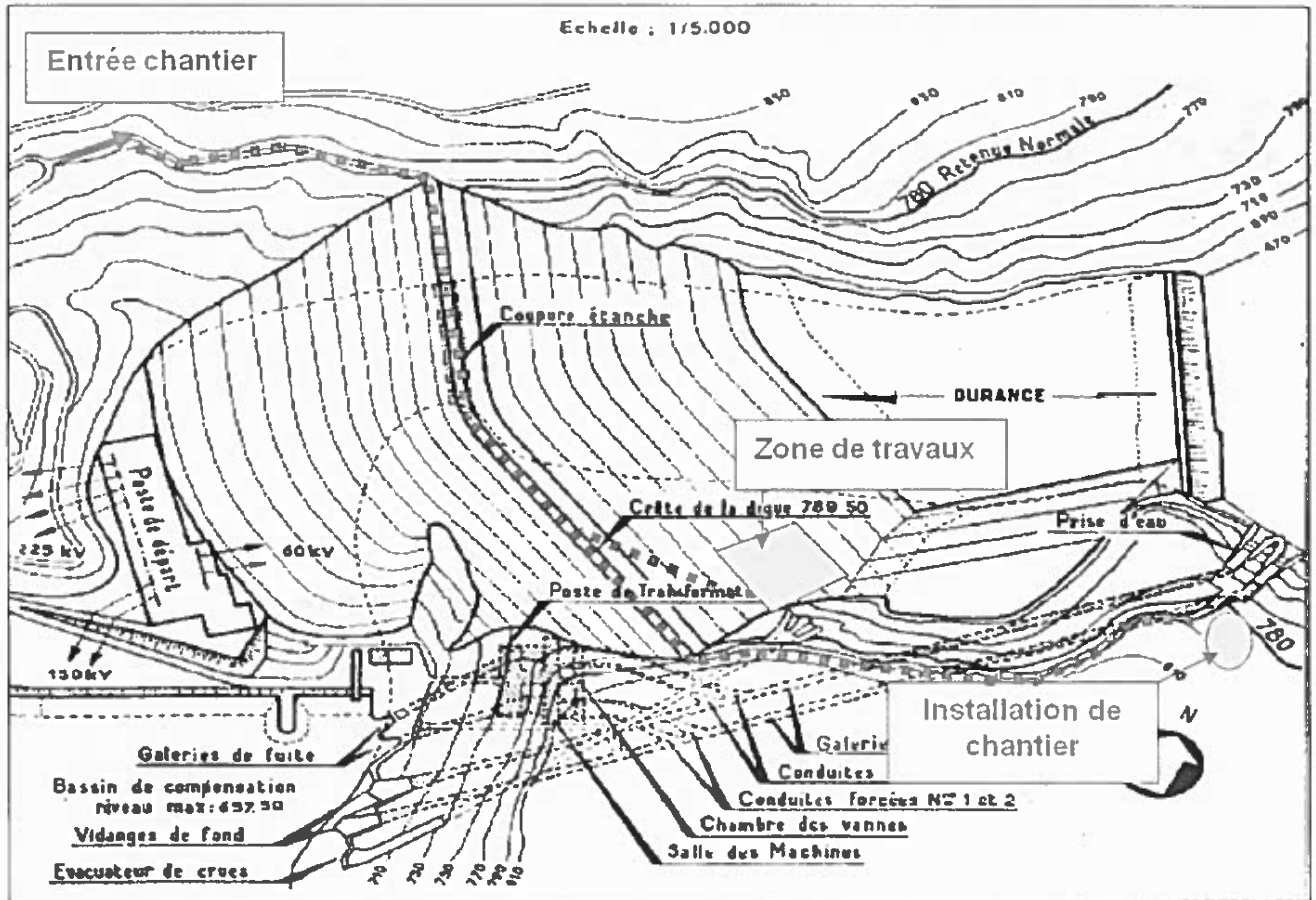 Echelle : 1/5.000
Entrée chantier
850
830
810
790
770
790
780 Retenue Normale
730
710
690
670
Coupure étanche
DURANCE
Zone de travaux
Crête de la digue 789 50
Prise d'eau
Poste de départ
225 kV
60kV
Poste de Transformat
150kV
780
Installation de
chantier
N
Galeries de fuite
Galerie
Bassin de compensation
niveau max: 657.50
Conduites
Conduites forcées Nos 1 et 2
Vidanges de fond
Chambre des vannes
Salle des Machines
Evacuateur de crues
710
730
750
770
790
810